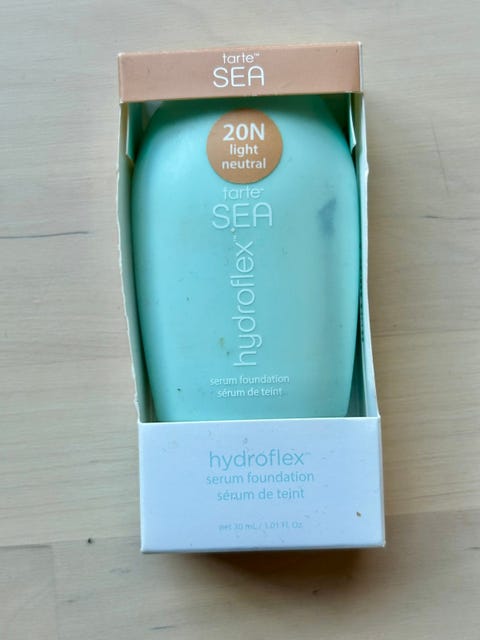 tarte™
SEA
20N
light
neutral
tarte™
SEA
hydroflex™
serum foundation
sérum de teint
hydroflex™
serum foundation
sérum de teint
net 30 mL / 1.01 Fl. Oz.